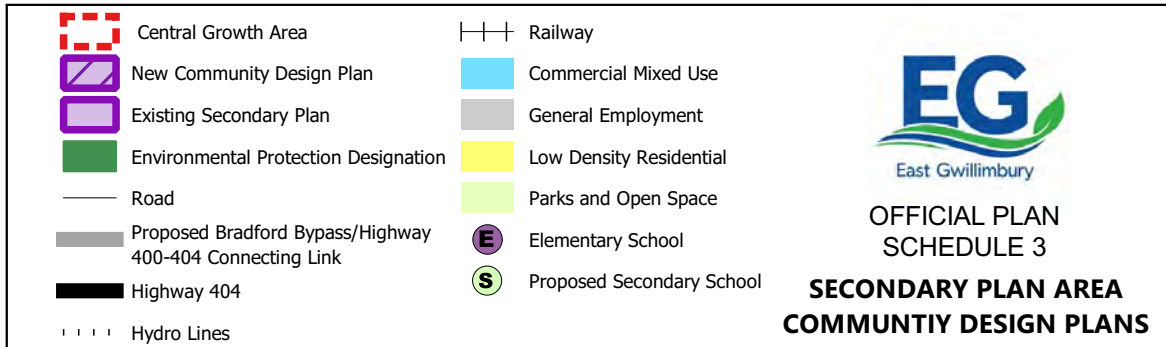 Central Growth Area
New Community Design Plan
Existing Secondary Plan
Environmental Protection Designation
Road
Proposed Bradford Bypass/Highway
400-404 Connecting Link
Highway 404
Hydro Lines
Railway
Commercial Mixed Use
General Employment
Low Density Residential
Parks and Open Space
E Elementary School
S Proposed Secondary School
EG
East Gwillimbury
OFFICIAL PLAN
SCHEDULE 3
SECONDARY PLAN AREA
COMMUNTIY DESIGN PLANS